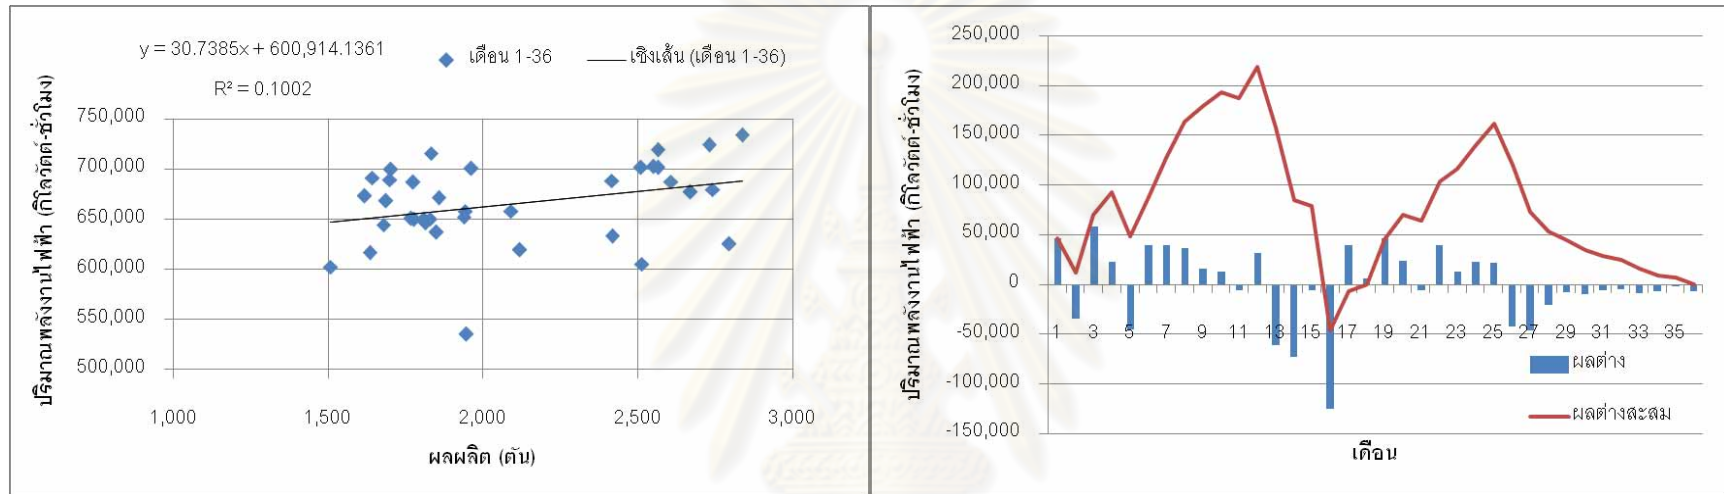 y = 30.7385x + 600,914.1361
เดือน 1-36
เชิงเส้น (เดือน 1-36)
R² = 0.1002
ปริมาณพลังงานไฟฟ้า (กิโลวัตต์-ชั่วโมง)
750,000
700,000
650,000
600,000
550,000
500,000
1,000 1,500 2,000 2,500 3,000
ผลผลิต (ตัน)
ปริมาณพลังงานไฟฟ้า (กิโลวัตต์-ชั่วโมง)
250,000
200,000
150,000
100,000
50,000
0
-50,000
-100,000
-150,000
1 3 5 7 9 11 13 15 17 19 21 23 25 27 29 31 33 35
ผลต่าง
ผลต่างสะสม
เดือน